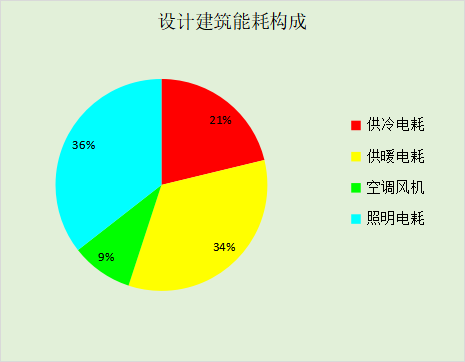 设计建筑能耗构成
21%
36%
34%
9%
供冷电耗
供暖电耗
空调风机
照明电耗